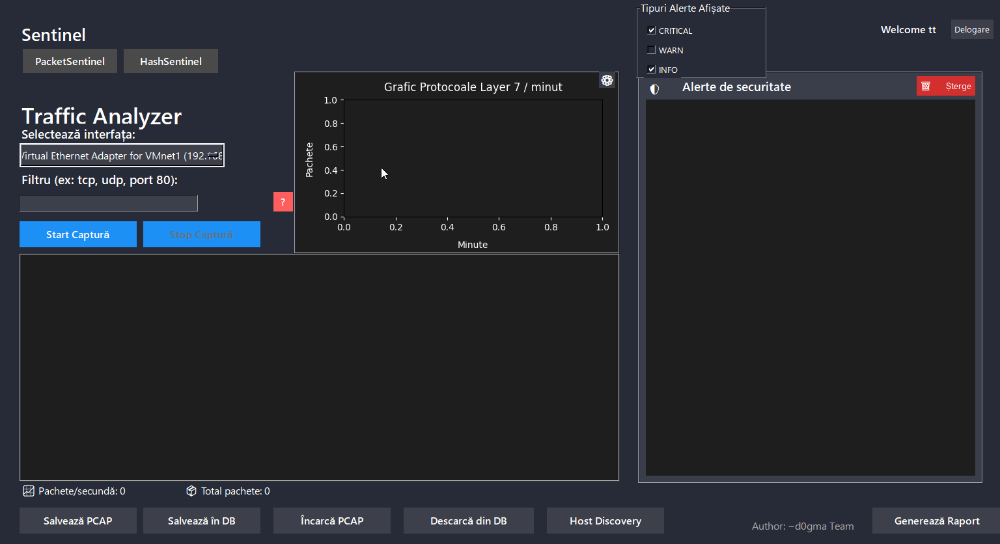 Tipuri Alerte Afișate
CRITICAL
WARN
INFO
Welcome tt
Delogare
Sentinel
PacketSentinel
HashSentinel
Traffic Analyzer
Selectează interfața:
Virtual Ethernet Adapter for VMnet1 (192.168
Filtru (ex: tcp, udp, port 80):
?
Start Captură
Stop Captură
Grafic Protocoale Layer 7 / minut
Pachete
1.0
0.8
0.6
0.4
0.2
0.0
0.0 0.2 0.4 0.6 0.8 1.0
Minute
Alerte de securitate
Șterge
Pachete/secundă: 0
Total pachete: 0
Salvează PCAP
Salvează în DB
Încarcă PCAP
Descarcă din DB
Host Discovery
Author: ~d0gma Team
Generează Raport